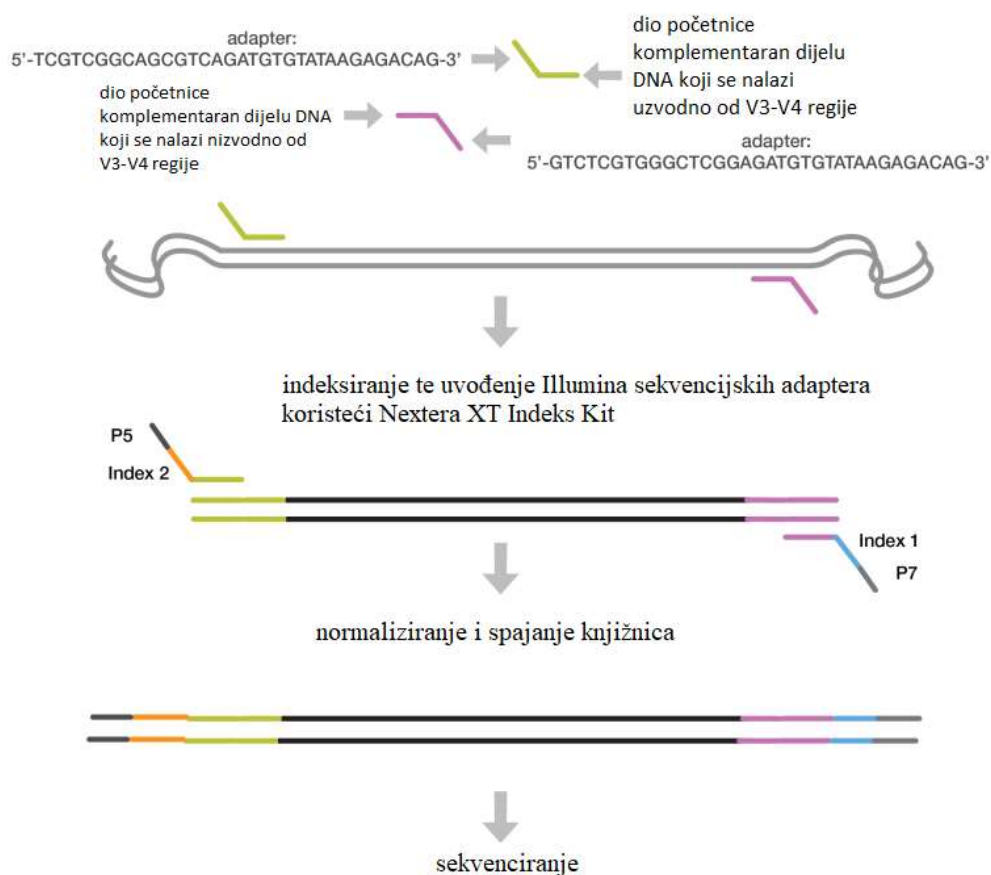 adapter:
5'-TCGTCGGCAGCGTCAGATGTGTATAAGAGACAG-3'
dio početnice
komplementaran dijelu
DNA koji se nalazi
uzvodno od V3-V4 regije
dio početnice
komplementaran dijelu DNA
koji se nalazi nizvodno od
V3-V4 regije
adapter:
5'-GTCTCGTGGGCTCGGAGATGTGTATAAGAGACAG-3'
indeksiranje te uvođenje Illumina sekvencijskih adaptera
koristeći Nextera XT Indeks Kit
P5
Index 2
Index 1
P7
normaliziranje i spajanje knjižnica
sekvenciranje